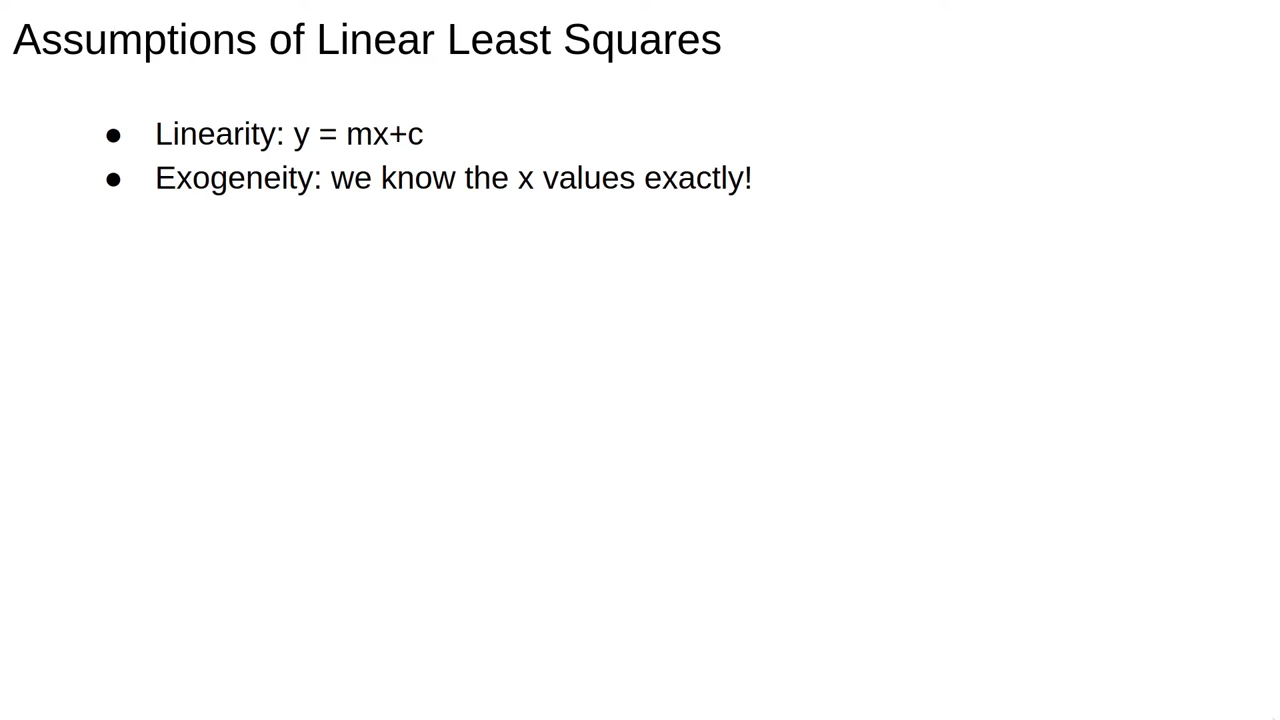 Assumptions of Linear Least Squares
● Linearity: y = mx+c
● Exogeneity: we know the x values exactly!